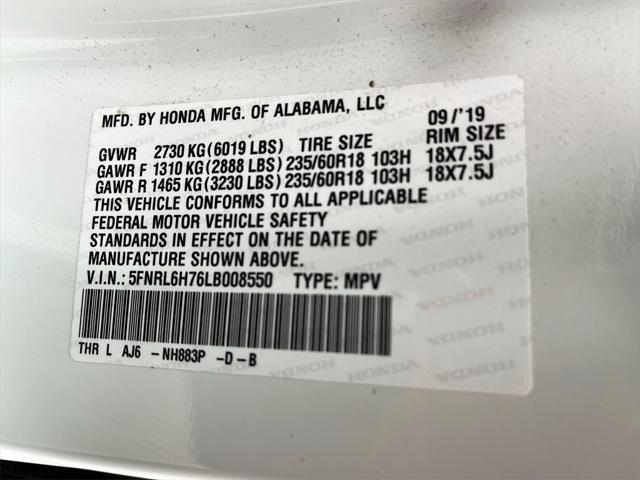 MFD. BY HONDA MFG. OF ALABAMA, LLC 09/'19
GVWR 2730 KG(6019 LBS) TIRE SIZE RIM SIZE
GAWR F 1310 KG(2888 LBS)235/60R18 103H 18X7.5J
GAWR R 1465 KG(3230 LBS)235/60R18 103H 18X7.5J
THIS VEHICLE CONFORMS TO ALL APPLICABLE
FEDERAL MOTOR VEHICLE SAFETY
STANDARDS IN EFFECT ON THE DATE OF
MANUFACTURE SHOWN ABOVE.
V.I.N.: 5FNRL6H76LB008550 TYPE: MPV
THR L AJ6 - NH883P -D - B